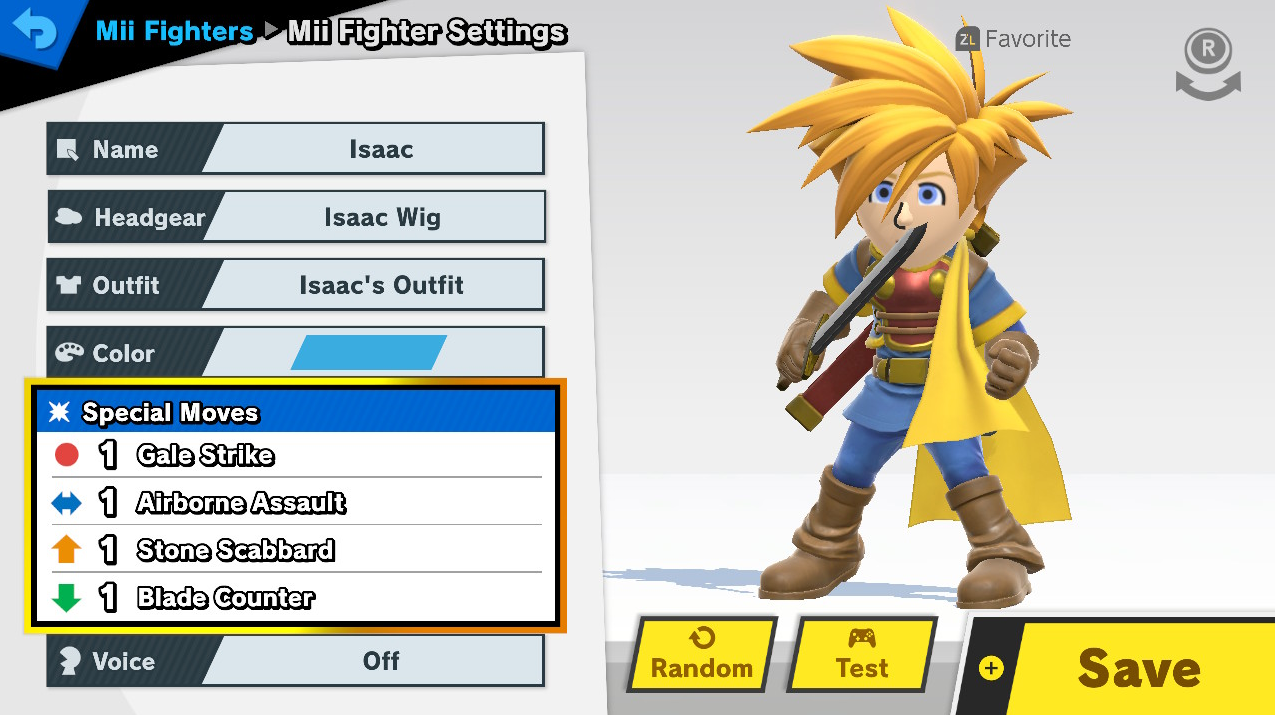 Mii Fighters ▶ Mii Fighter Settings
ZL Favorite
R
Name Isaac
Headgear Isaac Wig
Outfit Isaac's Outfit
Color
Special Moves
1 Gale Strike
1 Airborne Assault
1 Stone Scabbard
1 Blade Counter
Voice Off
Random
Test
+ Save